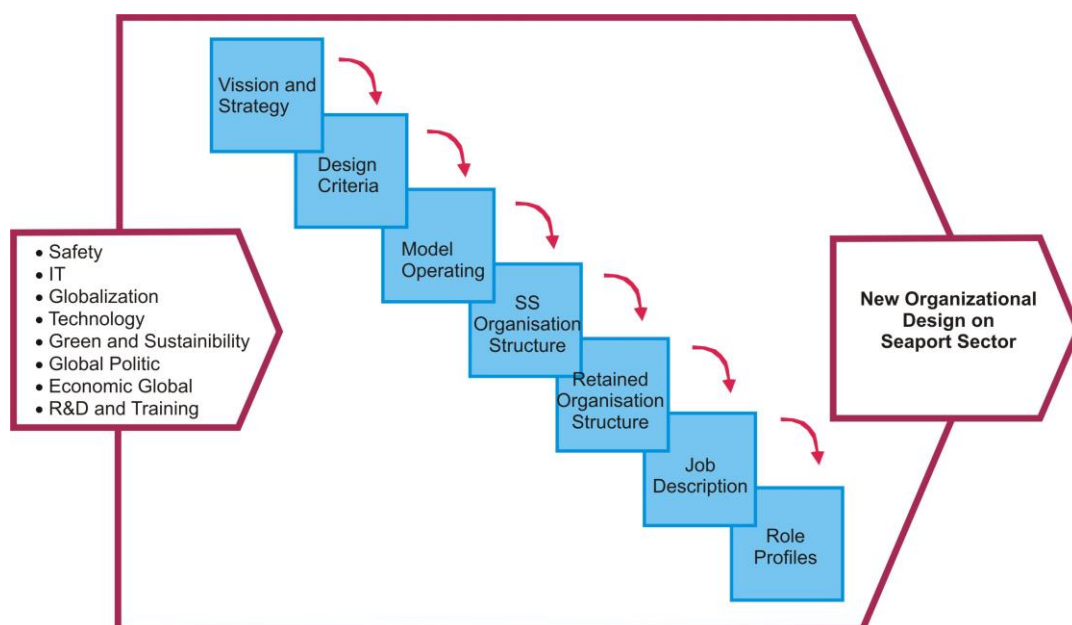 Vission and
Strategy
Design
Criteria
Model
Operating
SS
Organisation
Structure
Retained
Organisation
Structure
Job
Description
Role
Profiles
• Safety
• IT
• Globalization
• Technology
• Green and Sustainibility
• Global Politic
• Economic Global
• R&D and Training
New Organizational
Design on
Seaport Sector